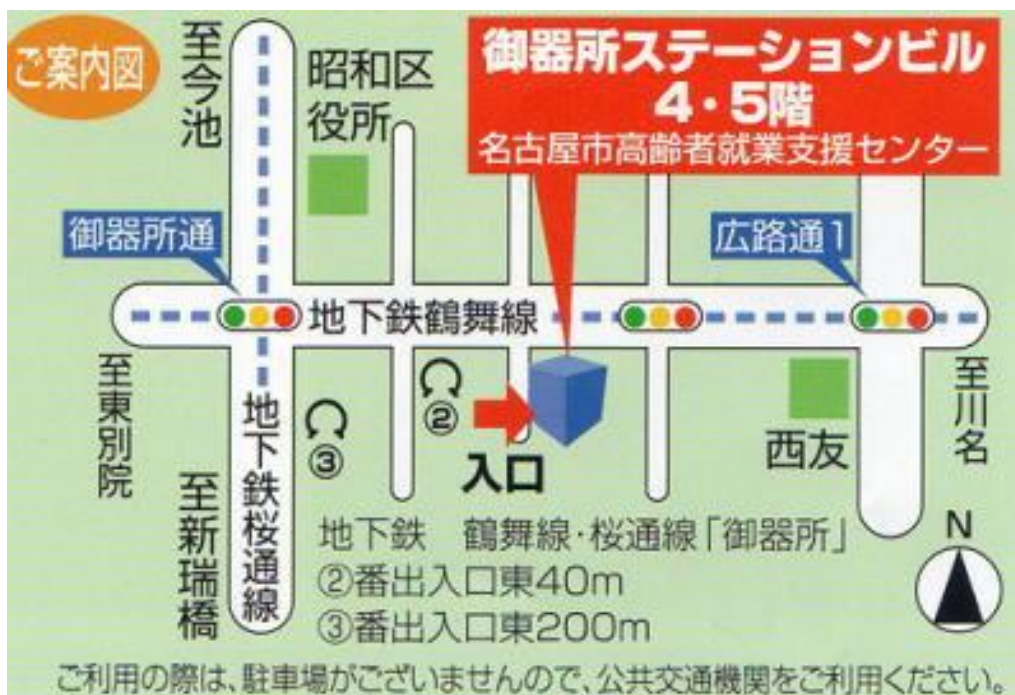 ご案内図
至今池
昭和区
役所
御器所ステーションビル
4・5階
名古屋市高齢者就業支援センター
御器所通
広路通1
地下鉄鶴舞線
至東別院
地下鉄桜通線
至新瑞橋
③
②
入口
西友
至川名
N
地下鉄 鶴舞線・桜通線「御器所」
②番出入口東40m
③番出入口東200m
ご利用の際は、駐車場がございませんので、公共交通機関をご利用ください。